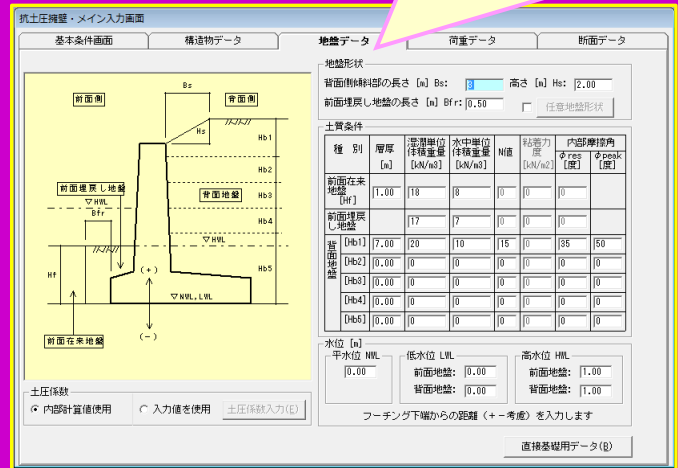 抗土圧擁壁・メイン入力画面
基本条件画面 構造物データ 地盤データ 荷重データ 断面データ
前面側 Bs 背面側
Hs Hb1
Hb2
前面埋戻し地盤 背面地盤 Hb3
▽HWL
Bfr Hb4
▽HWL
Hf (+) Hb5
▽NWL,LWL
前面在来地盤 (-)
土圧係数
内部計算値使用 入力値を使用 土圧係数入力(E)
地盤形状
背面側傾斜部の長さ [m] Bs: 3 高さ [m] Hs: 2.00
前面埋戻し地盤の長さ [m] Bfr: 0.50 任意地盤形状
土質条件
種 別 層厚 [m] 湿潤単位体積重量 [kN/m3] 水中単位体積重量 [kN/m3] N値 粘着力度 [kN/m2] 内部摩擦角 φres [度] φpeak [度]
前面在来地盤 [Hf] 1.00 18 8 0 0 0
前面埋戻し地盤 17 7 0 0 0
背面地盤 [Hb1] 7.00 20 10 15 0 35 50
[Hb2] 0.00 0 0 0 0 0 0
[Hb3] 0.00 0 0 0 0 0 0
[Hb4] 0.00 0 0 0 0 0 0
[Hb5] 0.00 0 0 0 0 0 0
水位 [m]
平水位 NWL 低水位 LWL 高水位 HWL
0.00 前面地盤: 0.00 前面地盤: 1.00
背面地盤: 0.00 背面地盤: 1.00
フーチング下端からの距離（＋－考慮）を入力します
直接基礎用データ(B)